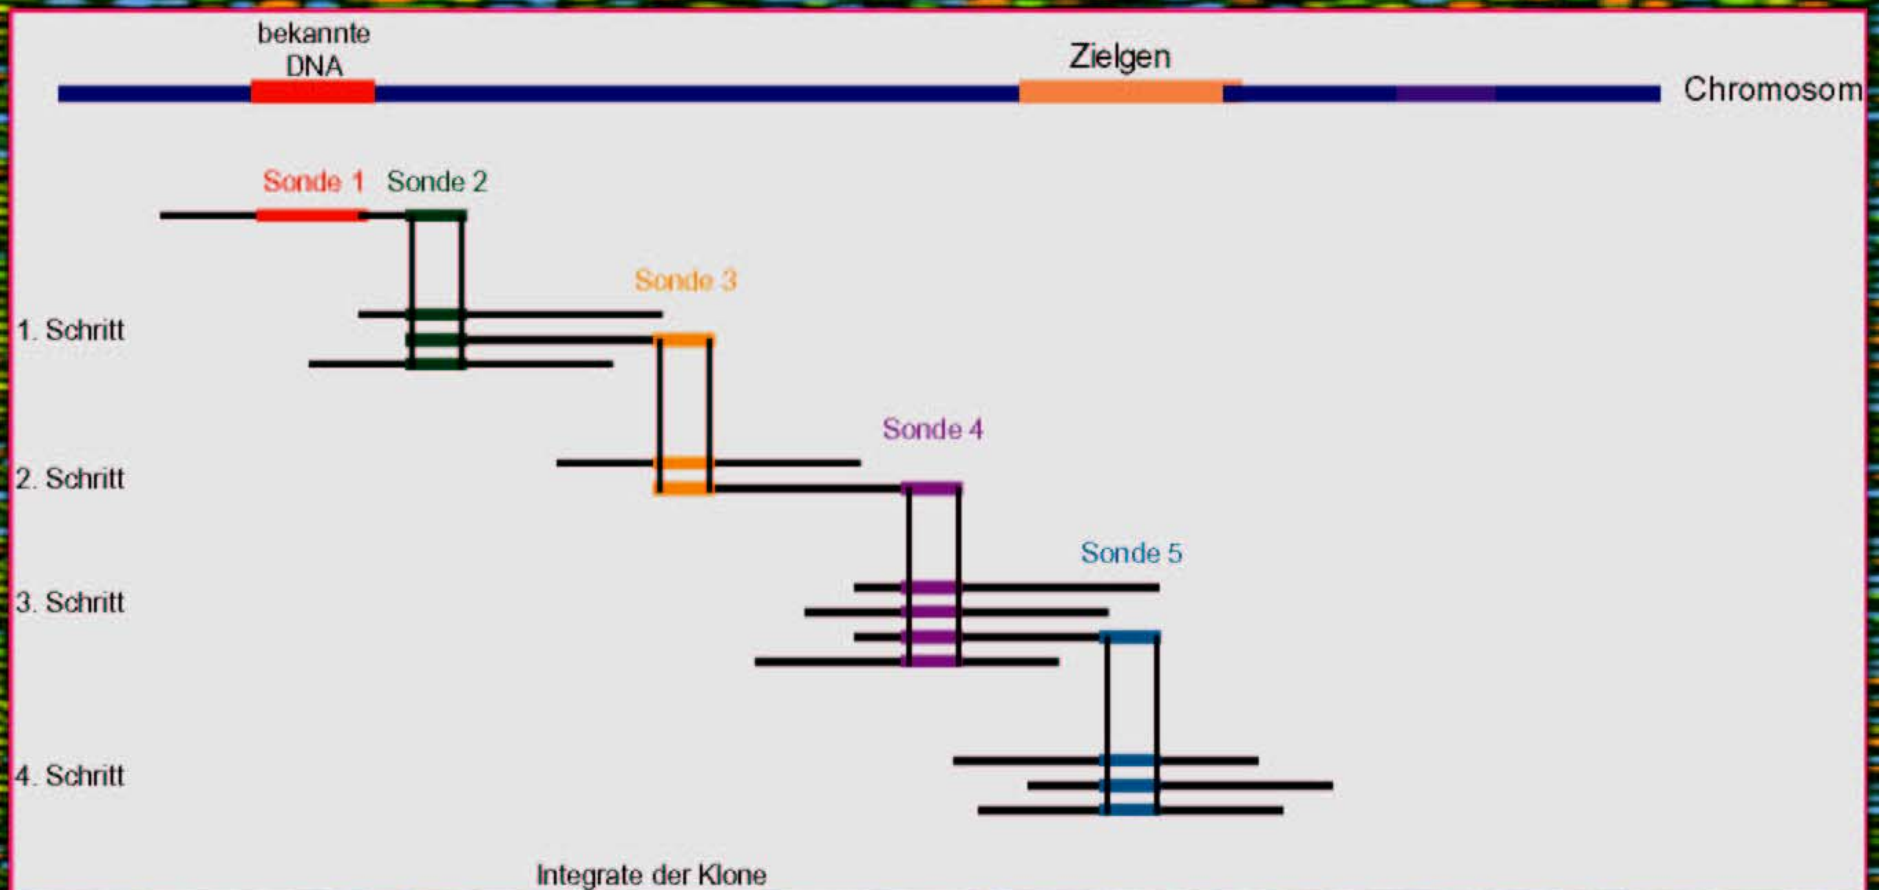 bekannte
DNA
Zielgen
Chromosom
Sonde 1 Sonde 2
Sonde 3
1. Schritt
Sonde 4
2. Schritt
Sonde 5
3. Schritt
4. Schritt
Integrate der Klone